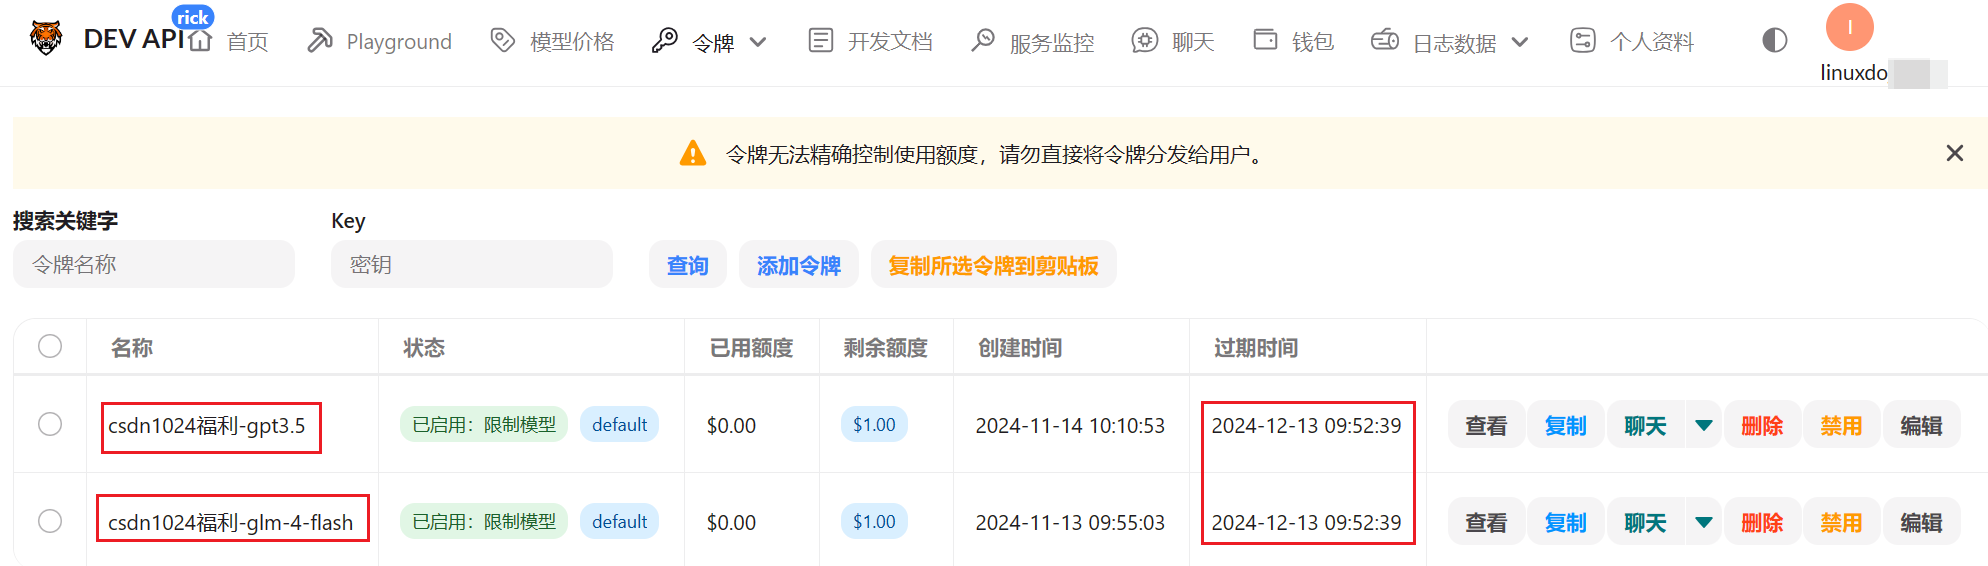 rick
DEV API 首页 Playground 模型价格 令牌 开发文档 服务监控 聊天 钱包 日志数据 个人资料 I
linuxdo
令牌无法精确控制使用额度，请勿直接将令牌分发给用户。
搜索关键字 Key
令牌名称 密钥 查询 添加令牌 复制所选令牌到剪贴板
名称 状态 已用额度 剩余额度 创建时间 过期时间
csdn1024福利-gpt3.5 已启用：限制模型 default $0.00 $1.00 2024-11-14 10:10:53 2024-12-13 09:52:39 查看 复制 聊天 删除 禁用 编辑
csdn1024福利-glm-4-flash 已启用：限制模型 default $0.00 $1.00 2024-11-13 09:55:03 2024-12-13 09:52:39 查看 复制 聊天 删除 禁用 编辑